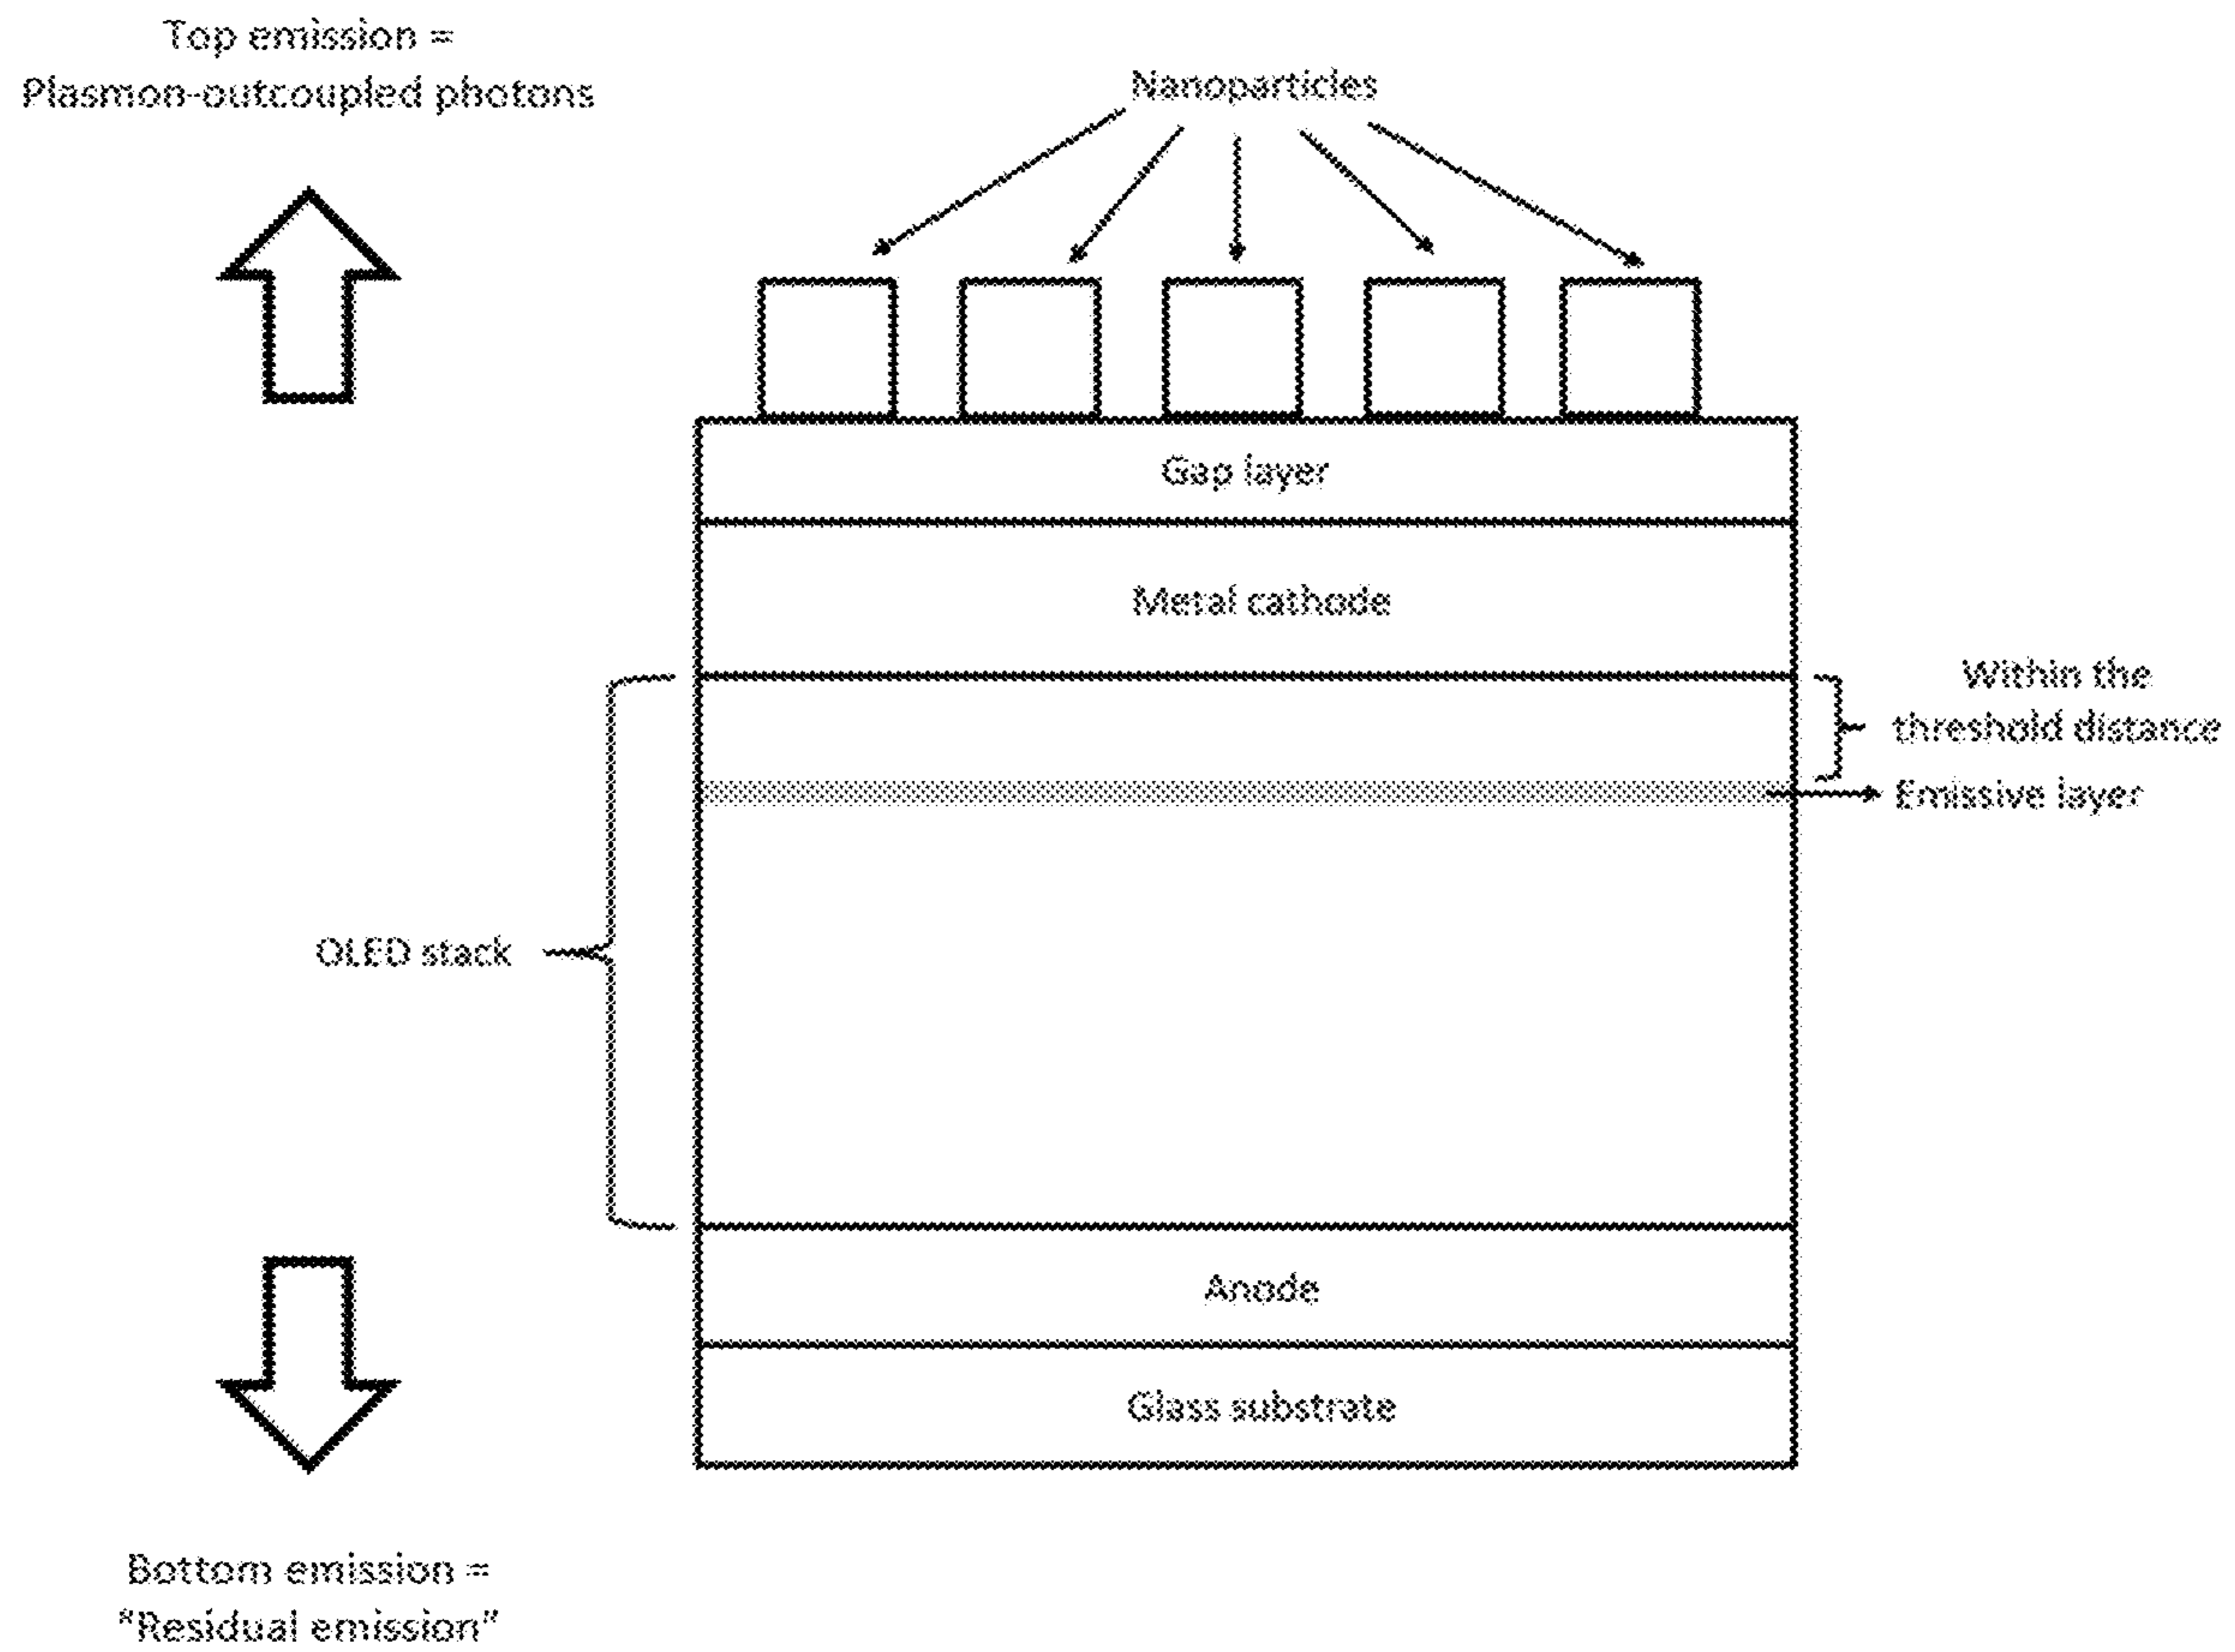 Top emission =
Plasmon-outcoupled photons
Nanoparticles
Gap layer
Metal cathode
Within the
threshold distance
Emissive layer
OLED stack
Anode
Glass substrate
Bottom emission =
“Residual emission”